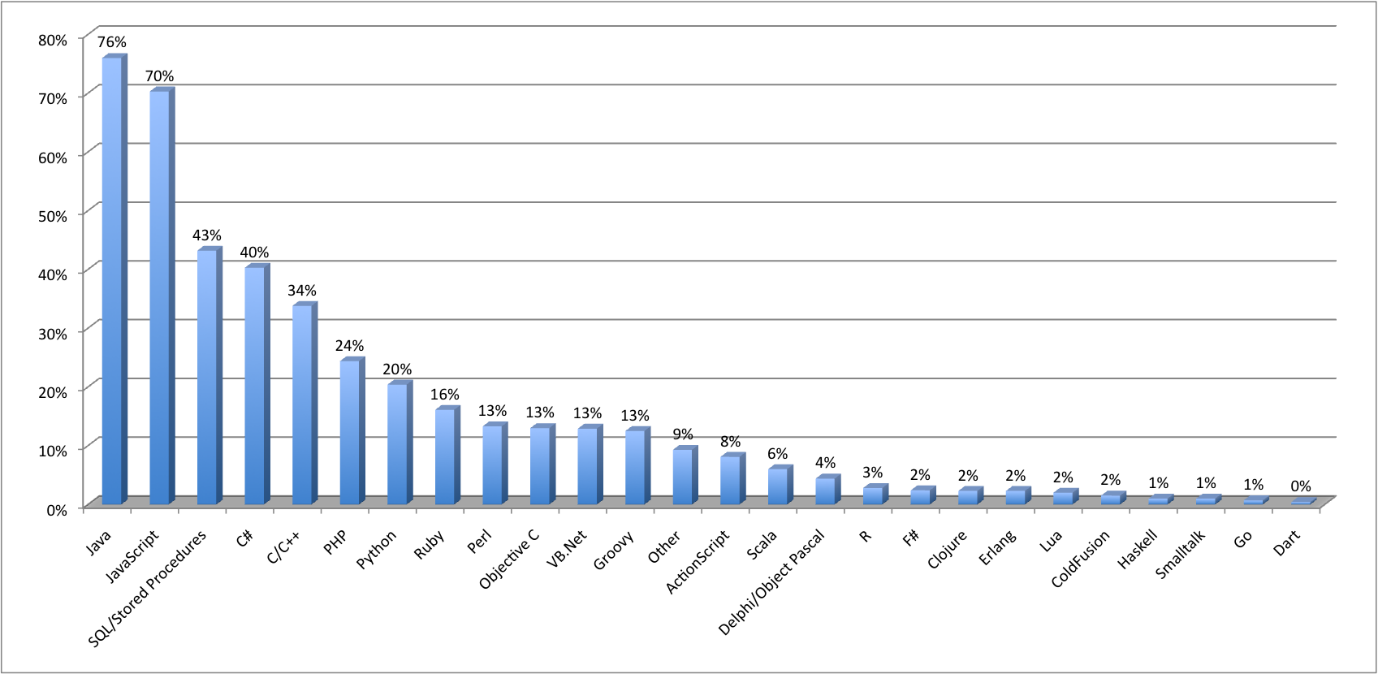 80%
70%
60%
50%
40%
30%
20%
10%
0%
76%
70%
43%
40%
34%
24%
20%
16%
13%
13%
13%
13%
9%
8%
6%
4%
3%
2%
2%
2%
2%
2%
1%
1%
1%
0%
Java
JavaScript
SQL/Stored Procedures
C#
C/C++
PHP
Python
Ruby
Perl
Objective C
VB.Net
Groovy
Other
ActionScript
Scala
Delphi/Object Pascal
R
F#
Clojure
Erlang
Lua
ColdFusion
Haskell
Smalltalk
Go
Dart